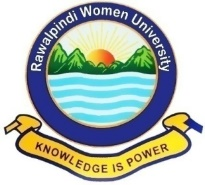 Rawalpindi Women University
KNOWLEDGE IS POWER